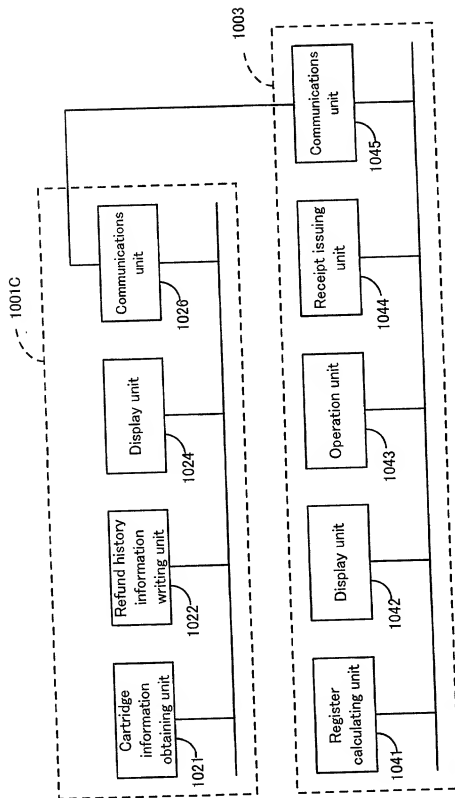 1001C
Cartridge
information
obtaining unit
1021
Refund history
information
writing unit
1022
Display unit
1024
Communications
unit
1026
1003
Register
calculating unit
1041
Display unit
1042
Operation unit
1043
Receipt issuing
unit
1044
Communications
unit
1045